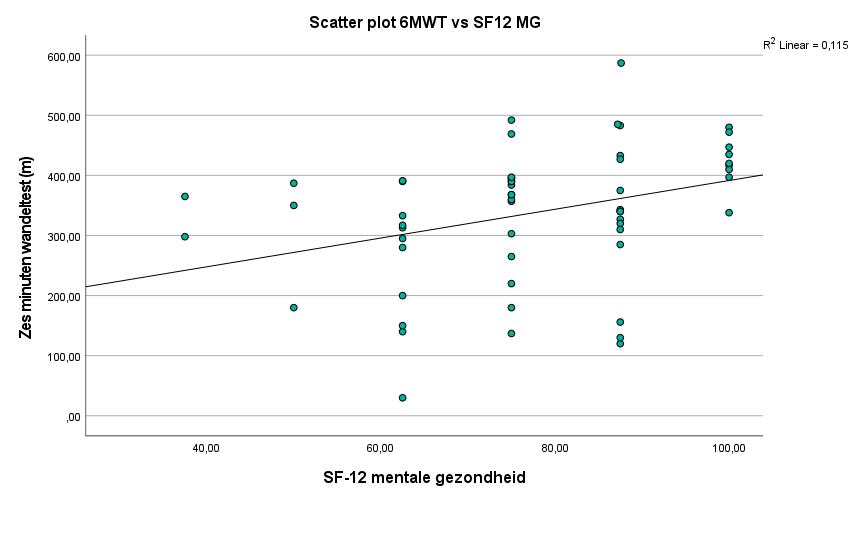 Scatter plot 6MWT vs SF12 MG
R2 Linear = 0,115
600,00
500,00
400,00
300,00
200,00
100,00
,00
Zes minuten wandeltest (m)
40,00 60,00 80,00 100,00
SF-12 mentale gezondheid